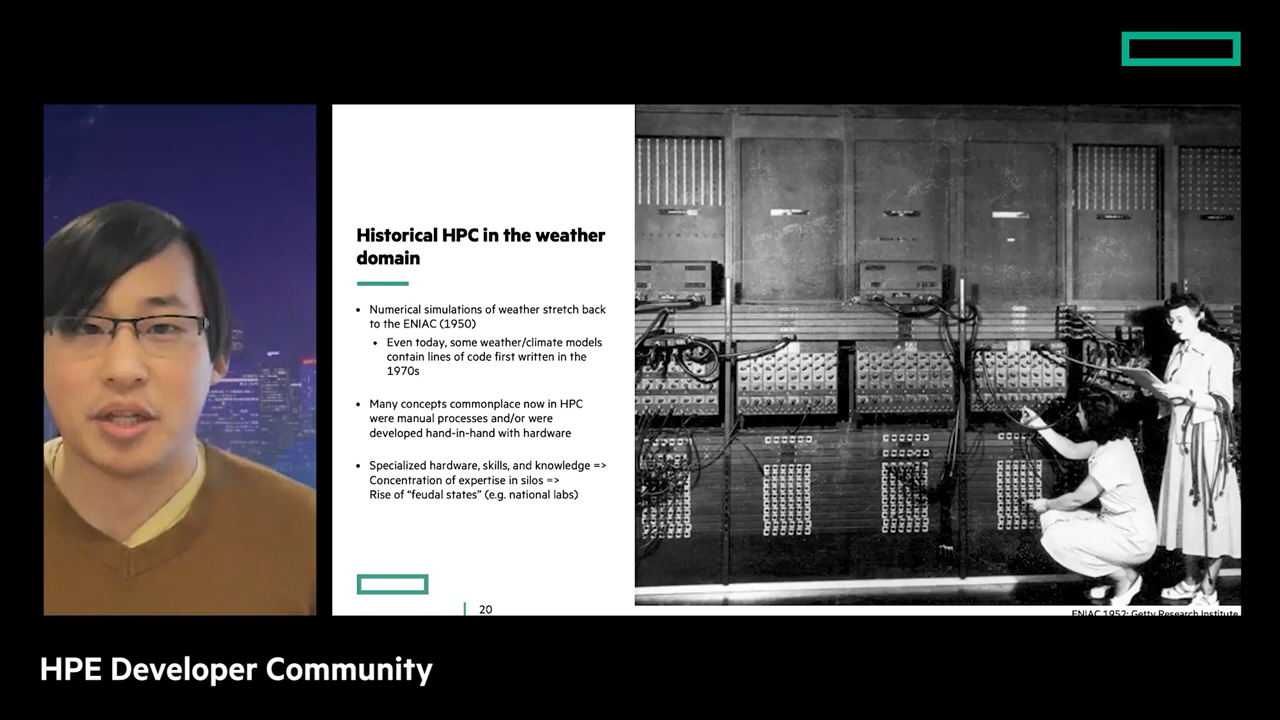 Historical HPC in the weather
domain
Numerical simulations of weather stretch back
to the ENIAC (1950)
Even today, some weather/climate models
contain lines of code first written in the
1970s
Many concepts commonplace now in HPC
were manual processes and/or were
developed hand-in-hand with hardware
Specialized hardware, skills, and knowledge =>
Concentration of expertise in silos =>
Rise of “feudal states” (e.g. national labs)
20
ENIAC 1952; Getty Research Institute
HPE Developer Community